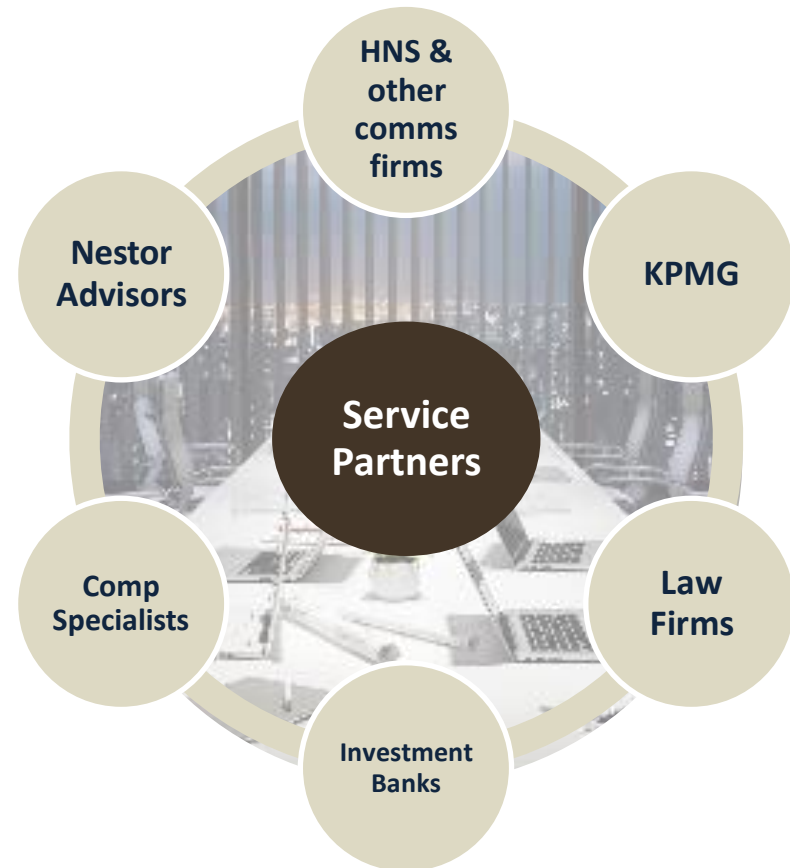 HNS &
other
comms
firms
Nestor
Advisors
KPMG
Service
Partners
Comp
Specialists
Law
Firms
Investment
Banks